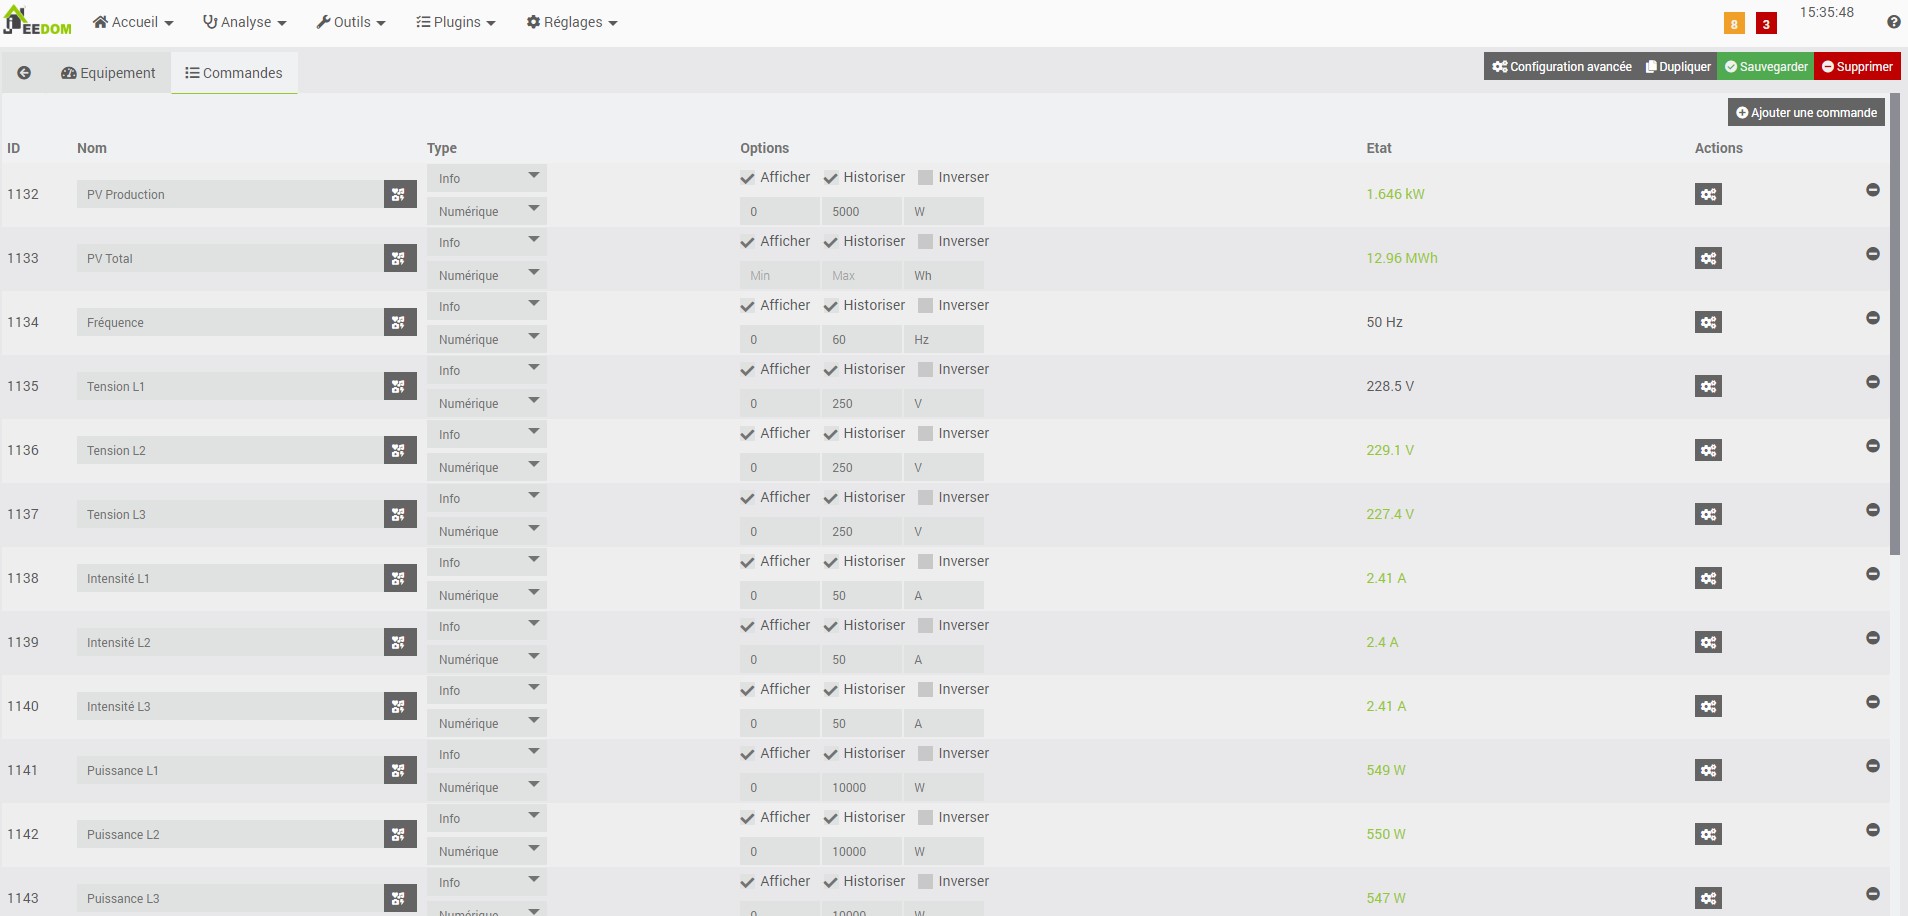 JEEDOM Accueil Analyse Outils Plugins Réglages 8 3 15:35:48
Equipement Commandes Configuration avancée Dupliquer Sauvegarder Supprimer
Ajouter une commande
ID Nom Type Options Etat Actions
1132 PV Production Info Afficher Historiser Inverser 1.646 kW
Numérique 0 5000 W
1133 PV Total Info Afficher Historiser Inverser 12.96 MWh
Numérique Min Max Wh
1134 Fréquence Info Afficher Historiser Inverser 50 Hz
Numérique 0 60 Hz
1135 Tension L1 Info Afficher Historiser Inverser 228.5 V
Numérique 0 250 V
1136 Tension L2 Info Afficher Historiser Inverser 229.1 V
Numérique 0 250 V
1137 Tension L3 Info Afficher Historiser Inverser 227.4 V
Numérique 0 250 V
1138 Intensité L1 Info Afficher Historiser Inverser 2.41 A
Numérique 0 50 A
1139 Intensité L2 Info Afficher Historiser Inverser 2.4 A
Numérique 0 50 A
1140 Intensité L3 Info Afficher Historiser Inverser 2.41 A
Numérique 0 50 A
1141 Puissance L1 Info Afficher Historiser Inverser 549 W
Numérique 0 10000 W
1142 Puissance L2 Info Afficher Historiser Inverser 550 W
Numérique 0 10000 W
1143 Puissance L3 Info Afficher Historiser Inverser 547 W
Numérique 0 10000 W